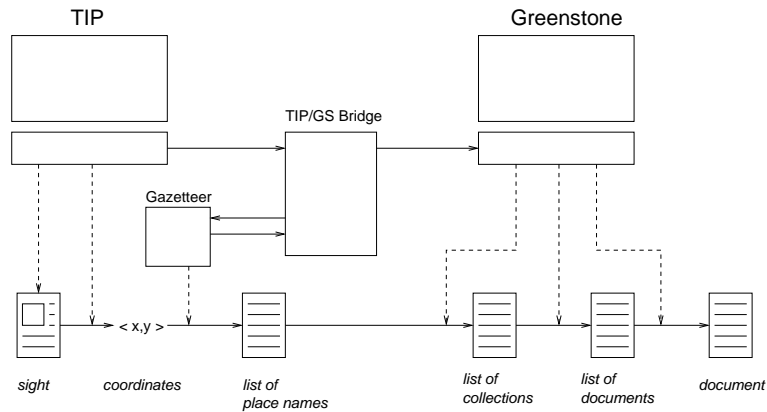 TIP
Greenstone
TIP/GS Bridge
Gazetteer
< x,y >
sight
coordinates
list of
place names
list of
collections
list of
documents
document